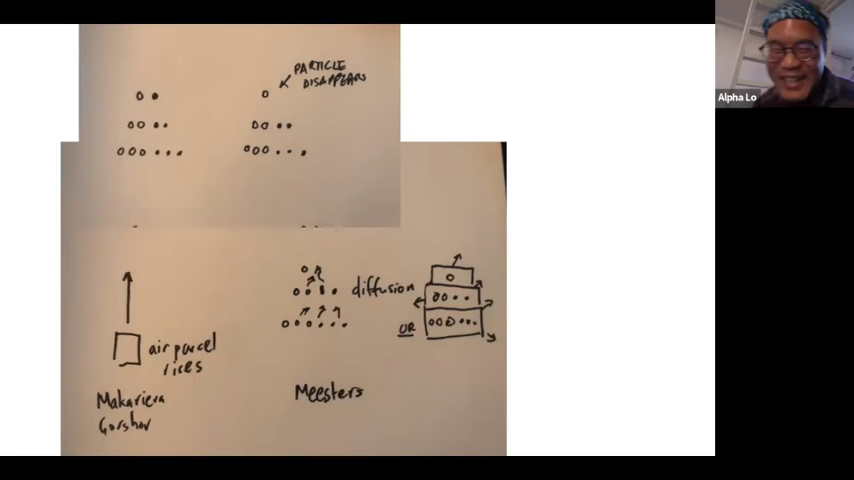 PARTICLE
DISAPPEARS
Alpha Lo
diffusion
OR
air parcel
rises
Makarieva
Gorshov
Meesters